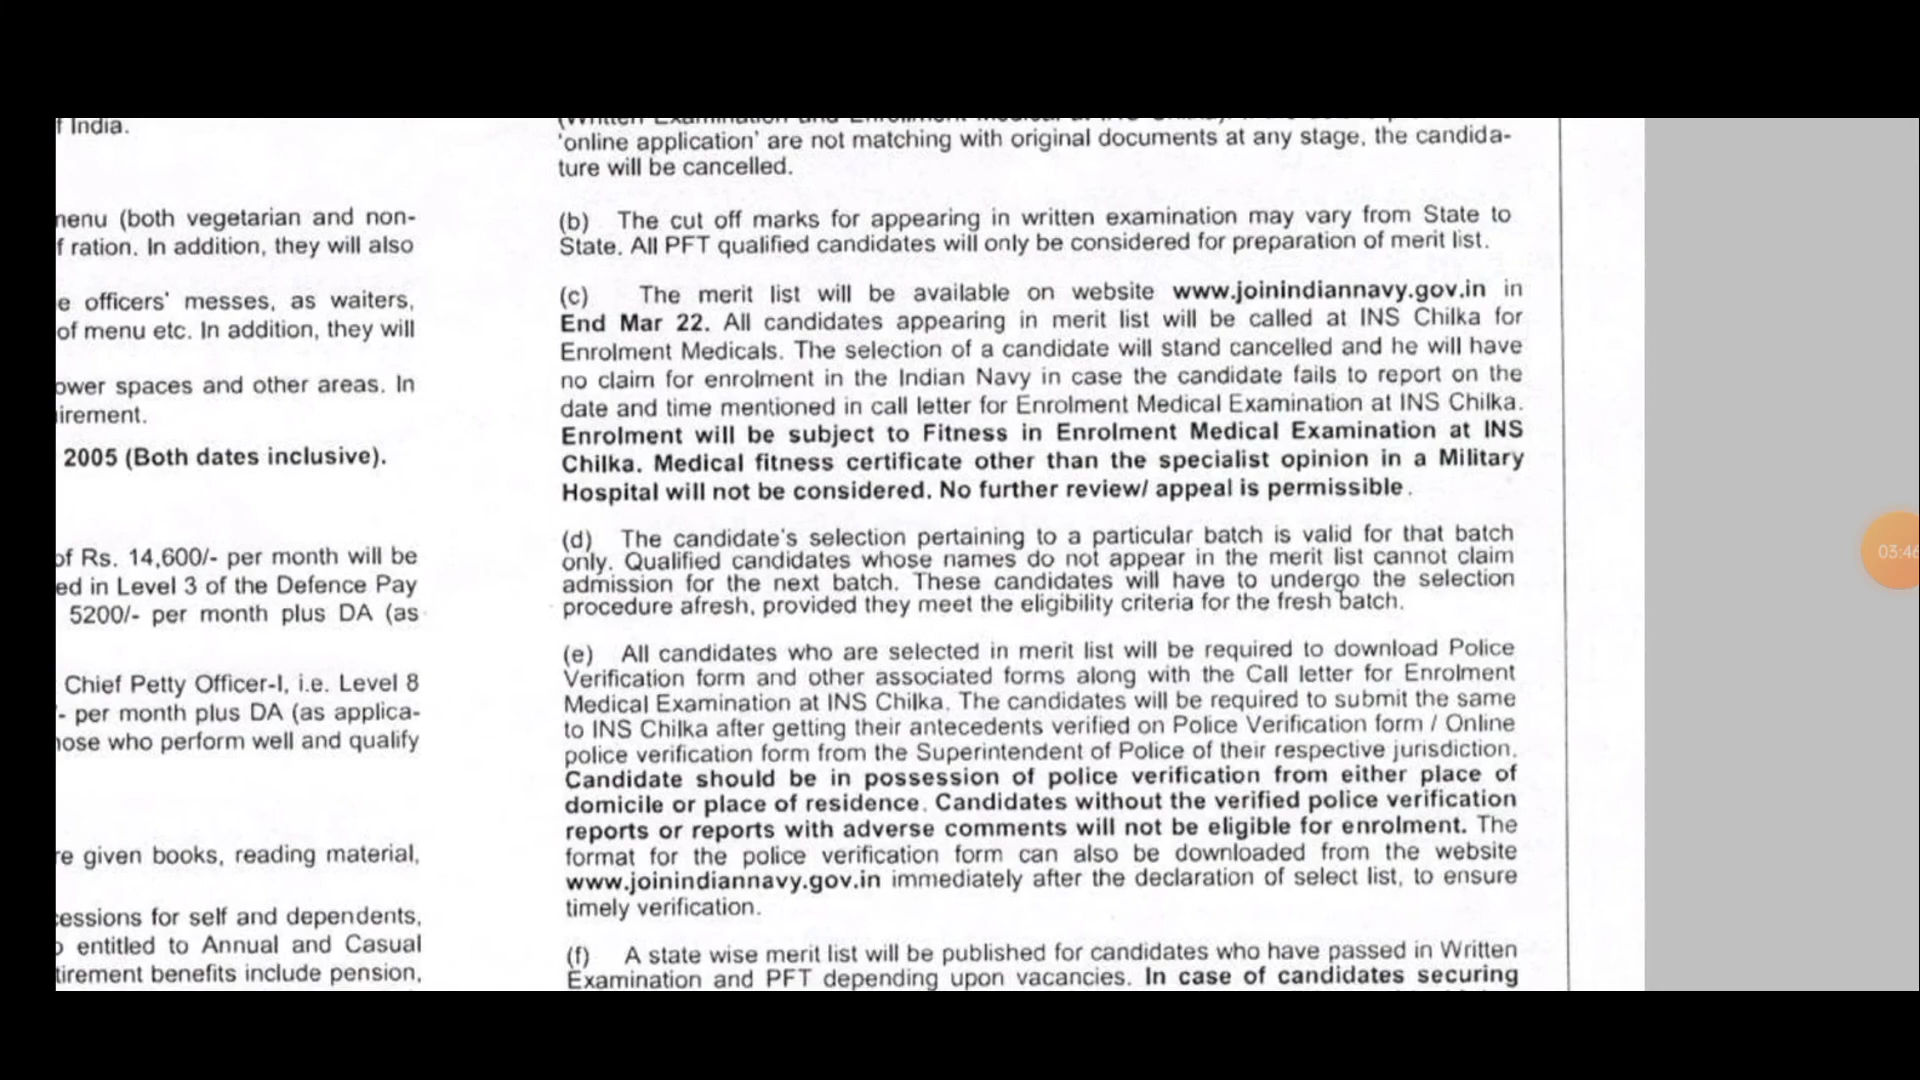 f India.
menu (both vegetarian and non-
f ration. In addition, they will also
e officers' messes, as waiters,
of menu etc. In addition, they will
ower spaces and other areas. In
irement.
2005 (Both dates inclusive).
of Rs. 14,600/- per month will be
ed in Level 3 of the Defence Pay
5200/- per month plus DA (as
Chief Petty Officer-I, i.e. Level 8
- per month plus DA (as applica-
hose who perform well and qualify
re given books, reading material,
cessions for self and dependents,
o entitled to Annual and Casual
tirement benefits include pension,
'online application' are not matching with original documents at any stage, the candida-
ture will be cancelled.
(b) The cut off marks for appearing in written examination may vary from State to
State. All PFT qualified candidates will only be considered for preparation of merit list.
(c) The merit list will be available on website www.joinindiannavy.gov.in in
End Mar 22. All candidates appearing in merit list will be called at INS Chilka for
Enrolment Medicals. The selection of a candidate will stand cancelled and he will have
no claim for enrolment in the Indian Navy in case the candidate fails to report on the
date and time mentioned in call letter for Enrolment Medical Examination at INS Chilka.
Enrolment will be subject to Fitness in Enrolment Medical Examination at INS
Chilka. Medical fitness certificate other than the specialist opinion in a Military
Hospital will not be considered. No further review/ appeal is permissible.
(d) The candidate's selection pertaining to a particular batch is valid for that batch
only. Qualified candidates whose names do not appear in the merit list cannot claim
admission for the next batch. These candidates will have to undergo the selection
procedure afresh, provided they meet the eligibility criteria for the fresh batch.
(e) All candidates who are selected in merit list will be required to download Police
Verification form and other associated forms along with the Call letter for Enrolment
Medical Examination at INS Chilka. The candidates will be required to submit the same
to INS Chilka after getting their antecedents verified on Police Verification form / Online
police verification form from the Superintendent of Police of their respective jurisdiction.
Candidate should be in possession of police verification from either place of
domicile or place of residence. Candidates without the verified police verification
reports or reports with adverse comments will not be eligible for enrolment. The
format for the police verification form can also be downloaded from the website
www.joinindiannavy.gov.in immediately after the declaration of select list, to ensure
timely verification.
(f) A state wise merit list will be published for candidates who have passed in Written
Examination and PFT depending upon vacancies. In case of candidates securing
03:46